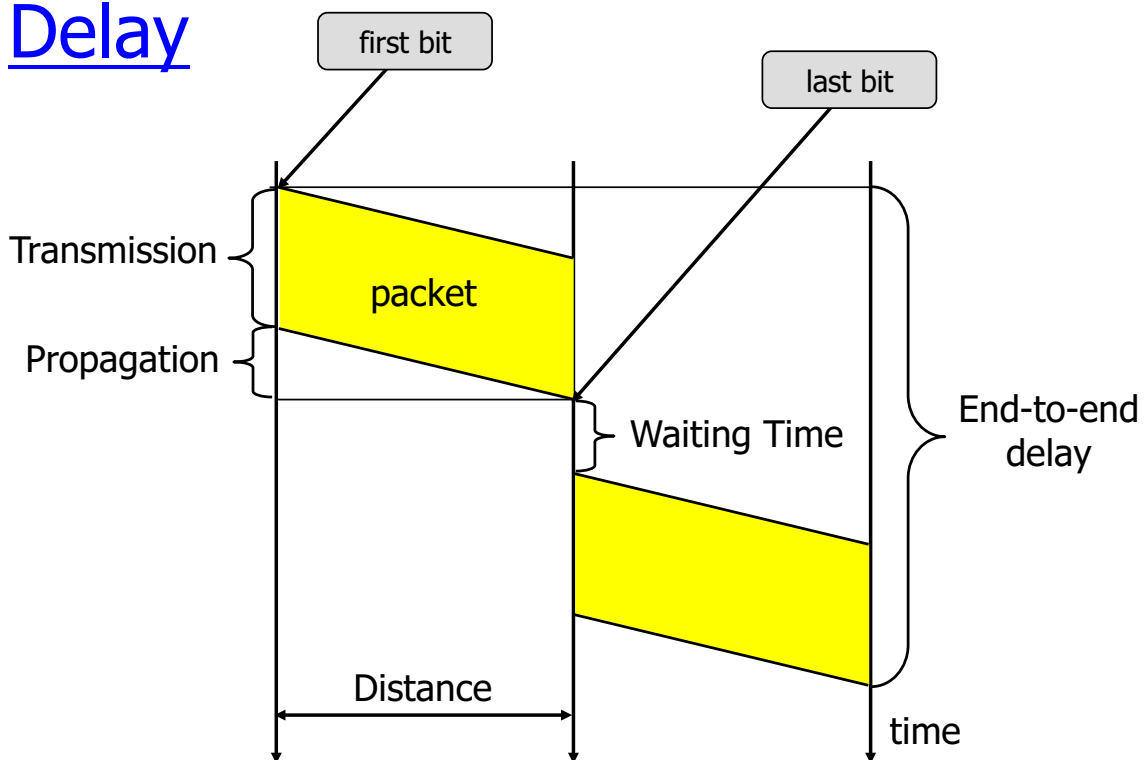 Delay
first bit
last bit
Transmission
packet
Propagation
Waiting Time
End-to-end
delay
Distance
time